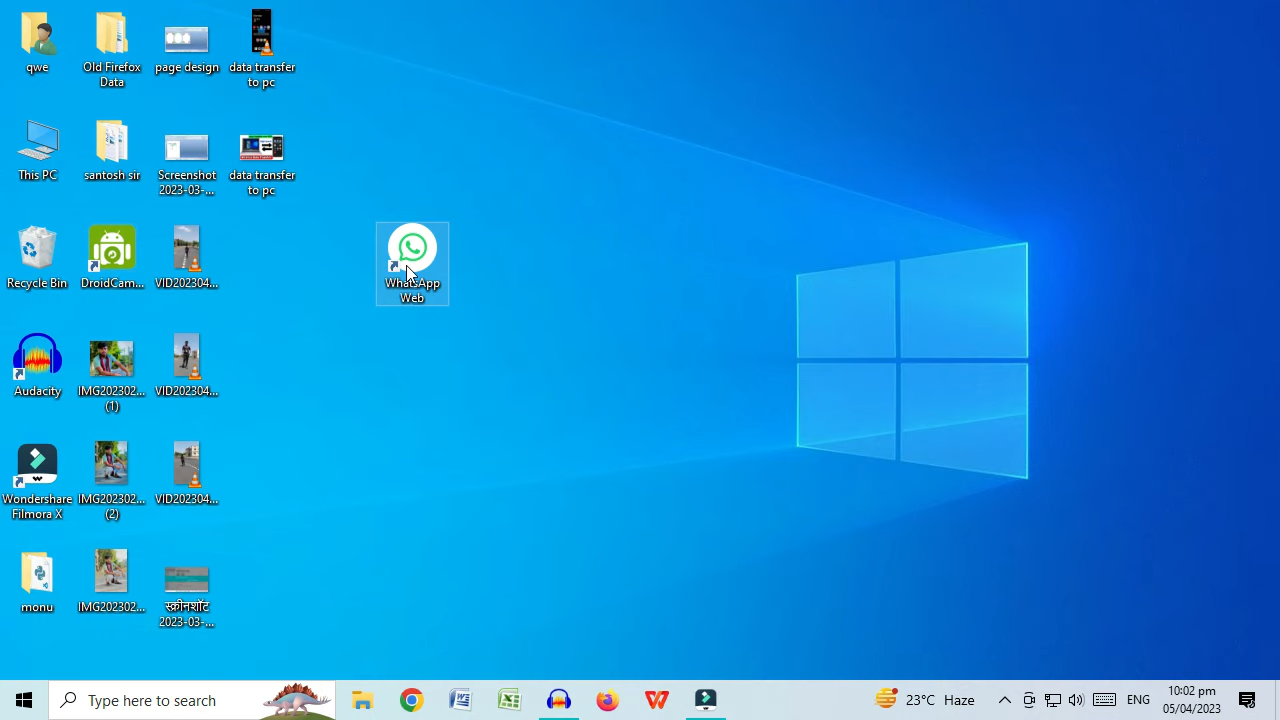 qwe
Old Firefox
Data
page design
data transfer
to pc
This PC
santosh sir
Screenshot
2023-03-...
data transfer
to pc
Recycle Bin
DroidCam...
VID202304...
WhatsApp
Web
Audacity
IMG202302...
(1)
VID202304...
Wondershare
Filmora X
IMG202302...
(2)
VID202304...
monu
IMG202302...
स्क्रीनशॉट
2023-03-...
Type here to search
23°C Haze
ENG
10:02 pm
05/04/2023